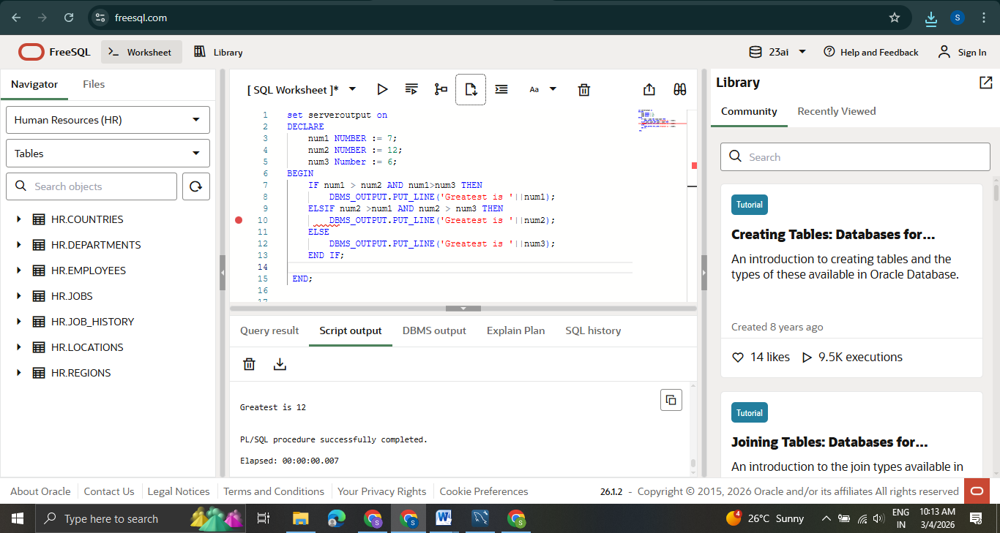 freesql.com
S
FreeSQL
Worksheet
Library
23ai
Help and Feedback
Sign In
Navigator
Files
Human Resources (HR)
Tables
Search objects
HR.COUNTRIES
HR.DEPARTMENTS
HR.EMPLOYEES
HR.JOBS
HR.JOB_HISTORY
HR.LOCATIONS
HR.REGIONS
[ SQL Worksheet ]*
Aa
1 set serveroutput on
2 DECLARE
3 num1 NUMBER := 7;
4 num2 NUMBER := 12;
5 num3 Number := 6;
6 BEGIN
7 IF num1 > num2 AND num1>num3 THEN
8 DBMS_OUTPUT.PUT_LINE('Greatest is '||num1);
9 ELSIF num2 >num1 AND num2 > num3 THEN
10 DBMS_OUTPUT.PUT_LINE('Greatest is '||num2);
11 ELSE
12 DBMS_OUTPUT.PUT_LINE('Greatest is '||num3);
13 END IF;
14
15 END;
16
17
Query result
Script output
DBMS output
Explain Plan
SQL history
Greatest is 12
PL/SQL procedure successfully completed.
Elapsed: 00:00:00.007
Library
Community
Recently Viewed
Search
Tutorial
Creating Tables: Databases for...
An introduction to creating tables and the
types of these available in Oracle Database.
Created 8 years ago
14 likes
9.5K executions
Tutorial
Joining Tables: Databases for...
An introduction to the join types available in
About Oracle
Contact Us
Legal Notices
Terms and Conditions
Your Privacy Rights
Cookie Preferences
26.1.2 - Copyright © 2015, 2026 Oracle and/or its affiliates All rights reserved
Type here to search
4
26°C Sunny
ENG
IN
10:13 AM
3/4/2026